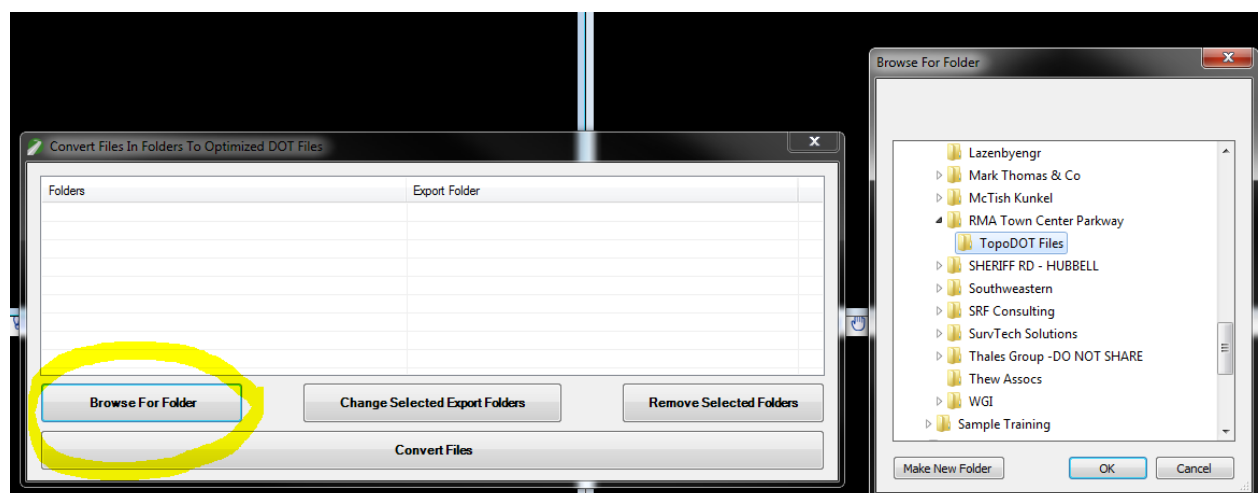 Convert Files In Folders To Optimized DOT Files
Folders Export Folder
Browse For Folder Change Selected Export Folders Remove Selected Folders
Convert Files
Browse For Folder
Lazenbyengr
Mark Thomas & Co
McTish Kunkel
RMA Town Center Parkway
TopoDOT Files
SHERIFF RD - HUBBELL
Southweastern
SRF Consulting
SurvTech Solutions
Thales Group -DO NOT SHARE
Thew Assocs
WGI
Sample Training
Make New Folder OK Cancel